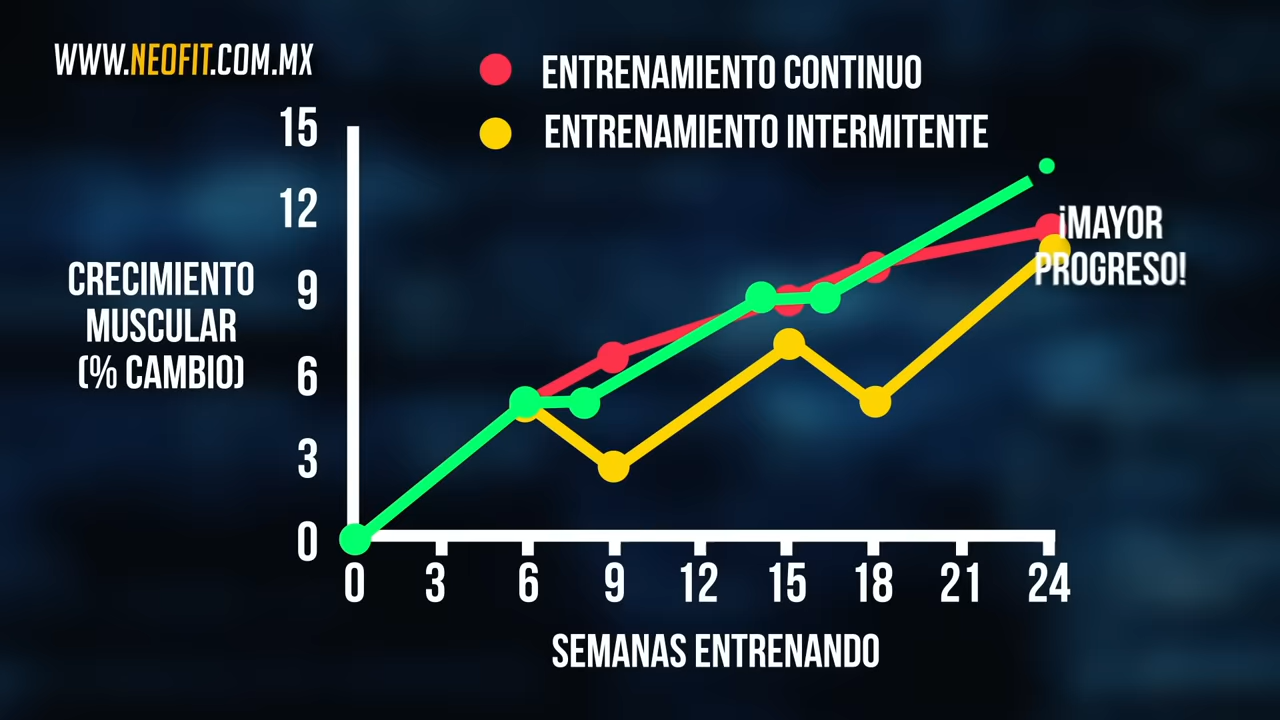 WWW.NEOFIT.COM.MX
ENTRENAMIENTO CONTINUO
ENTRENAMIENTO INTERMITENTE
15
12
9
6
3
0
CRECIMIENTO
MUSCULAR
(% CAMBIO)
¡MAYOR
PROGRESO!
0 3 6 9 12 15 18 21 24
SEMANAS ENTRENANDO